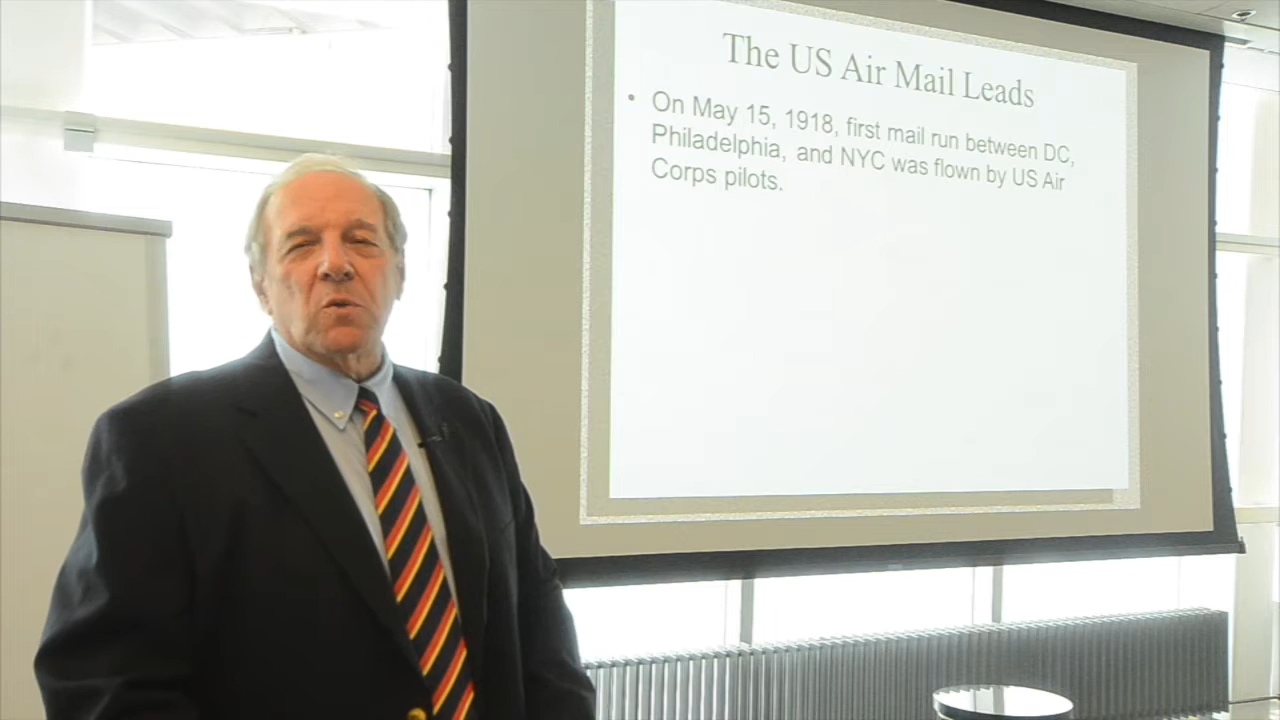 The US Air Mail Leads
• On May 15, 1918, first mail run between DC,
Philadelphia, and NYC was flown by US Air
Corps pilots.